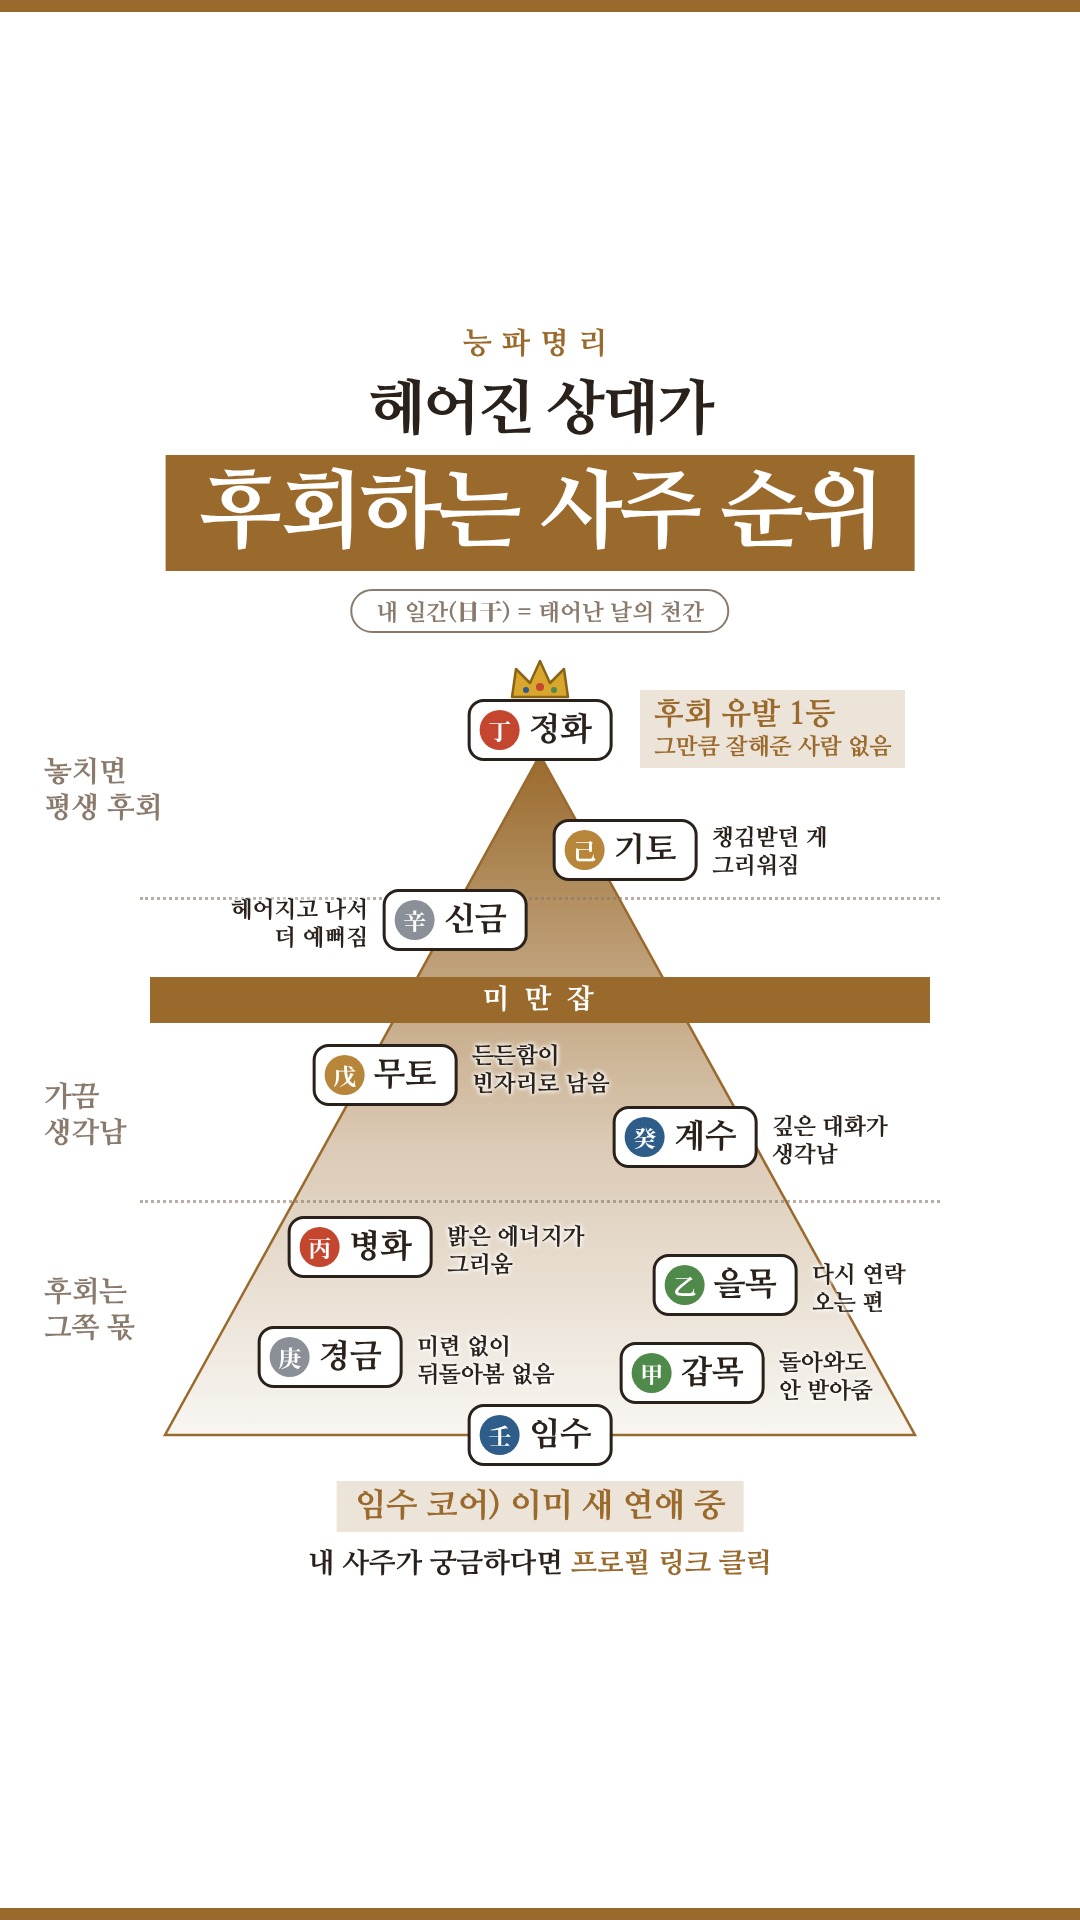 능파명리
헤어진 상대가
후회하는 사주 순위
내 일간(日干) = 태어난 날의 천간
丁 정화
후회 유발 1등
그만큼 잘해준 사람 없음
놓치면
평생 후회
己 기토
챙김받던 게
그리워짐
헤어지고 나서
더 예뻐짐
辛 신금
미만잡
戊 무토
든든함이
빈자리로 남음
가끔
생각남
癸 계수
깊은 대화가
생각남
丙 병화
밝은 에너지가
그리움
乙 을목
다시 연락
오는 편
후회는
그쪽 몫
庚 경금
미련 없이
뒤돌아봄 없음
甲 갑목
돌아와도
안 받아줌
壬 임수
임수 코어) 이미 새 연애 중
내 사주가 궁금하다면 프로필 링크 클릭